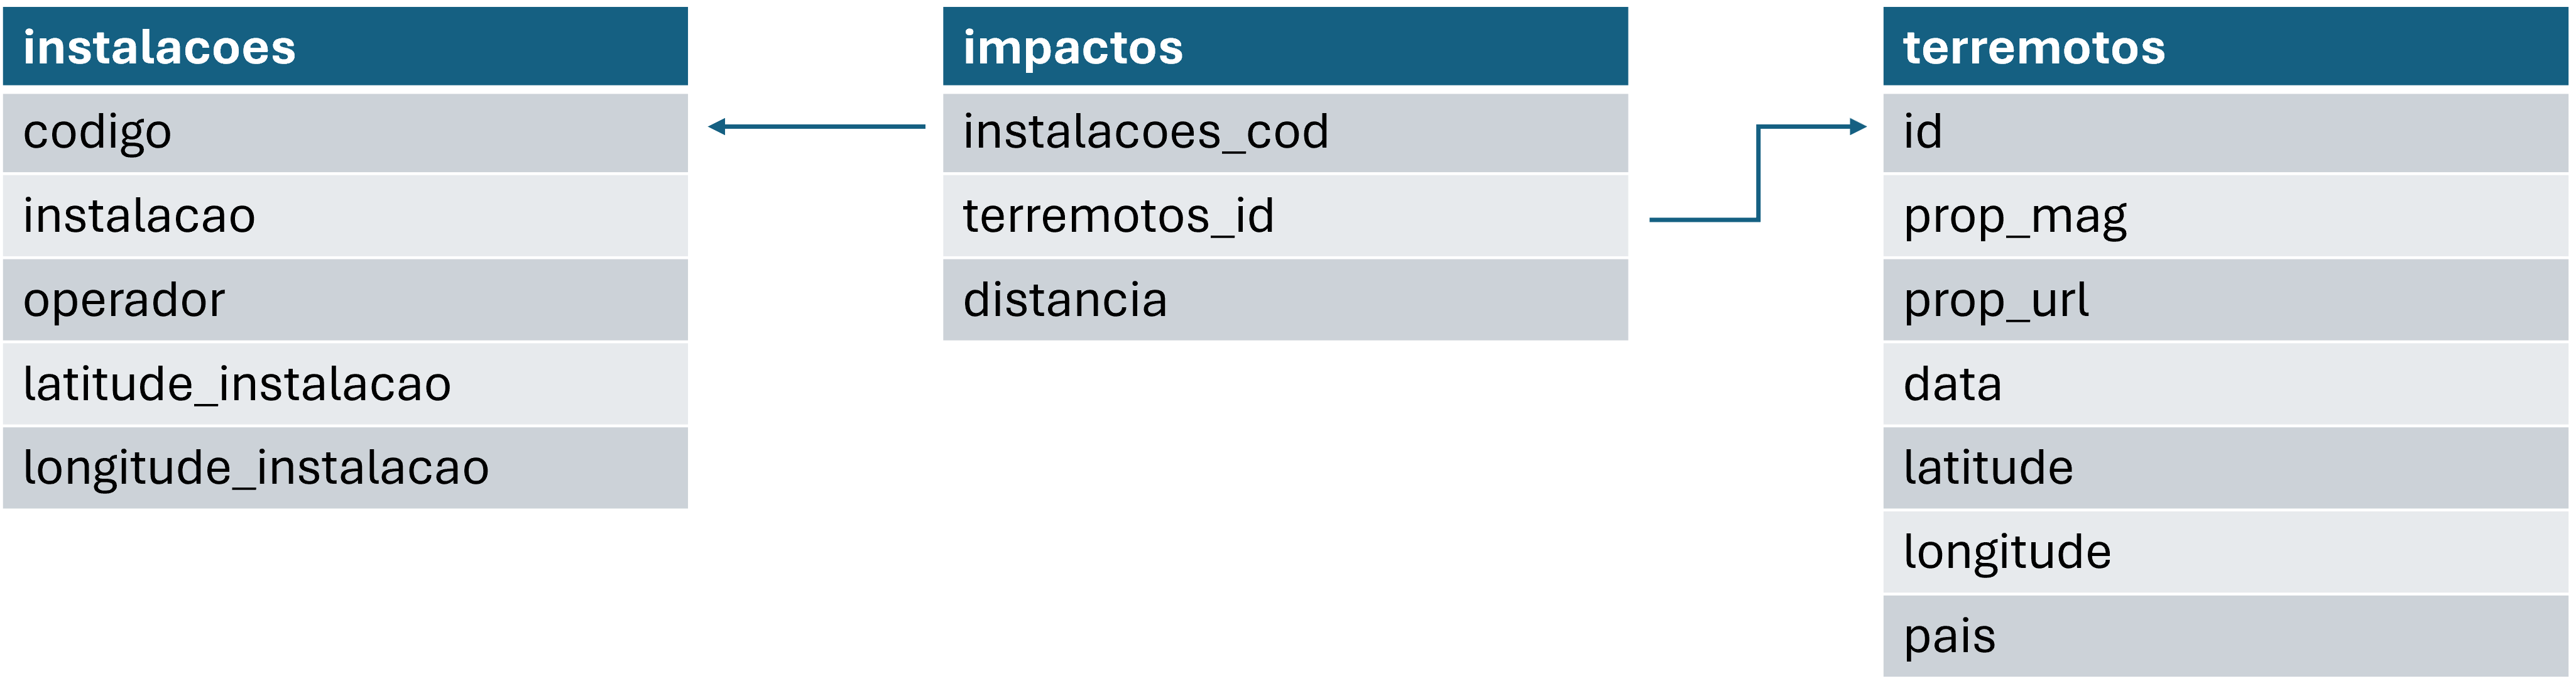 instalacoes
codigo
instalacao
operador
latitude_instalacao
longitude_instalacao
impactos
instalacoes_cod
terremotos_id
distancia
terremotos
id
prop_mag
prop_url
data
latitude
longitude
pais